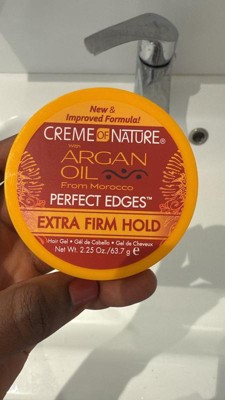 New &
Improved Formula!
CREME OF NATURE®
With
ARGAN
OIL
From Morocco
PERFECT EDGES™
EXTRA FIRM HOLD
Hair Gel • Gél de Cabello • Gel de Cheveux
Net Wt. 2.25 Oz./63.7 g ℮